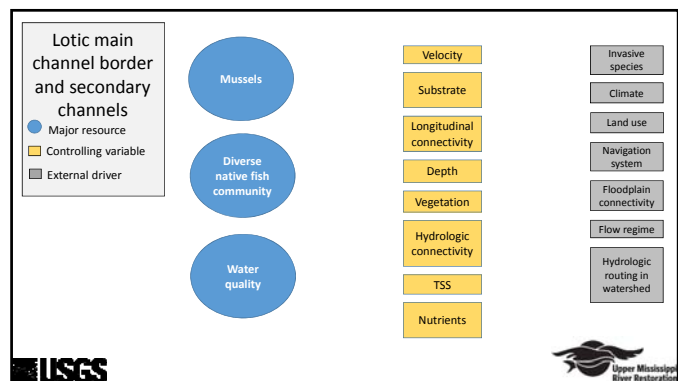 Lotic main
channel border
and secondary
channels
Major resource
Controlling variable
External driver
Mussels
Diverse
native fish
community
Water
quality
Velocity
Substrate
Longitudinal
connectivity
Depth
Vegetation
Hydrologic
connectivity
TSS
Nutrients
Invasive
species
Climate
Land use
Navigation
system
Floodplain
connectivity
Flow regime
Hydrologic
routing in
watershed
USGS
Upper Mississippi
River Restoration